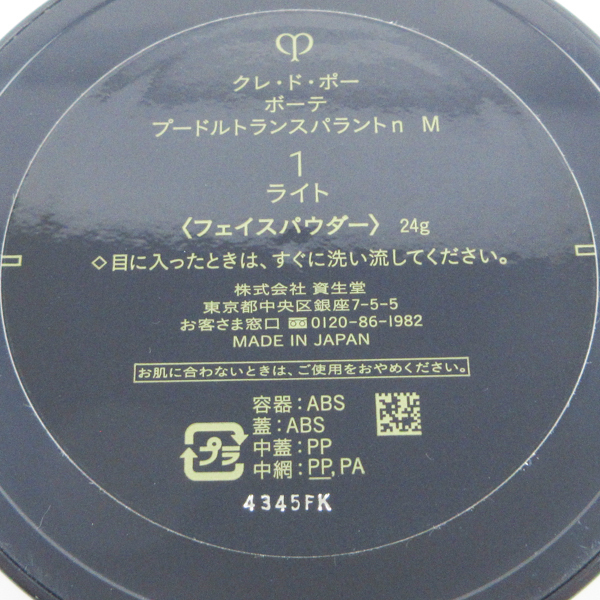 クレ・ド・ポー
ボーテ
プードルトランスパラントn M
1
ライト
〈フェイスパウダー〉 24g
◇目に入ったときは、すぐに洗い流してください。
株式会社 資生堂
東京都中央区銀座7-5-5
お客さま窓口 0120-86-1982
MADE IN JAPAN
お肌に合わないときは、ご使用をおやめください。
容器:ABS
蓋:ABS
中蓋:PP
中網:PP,PA
プラ
4345FK